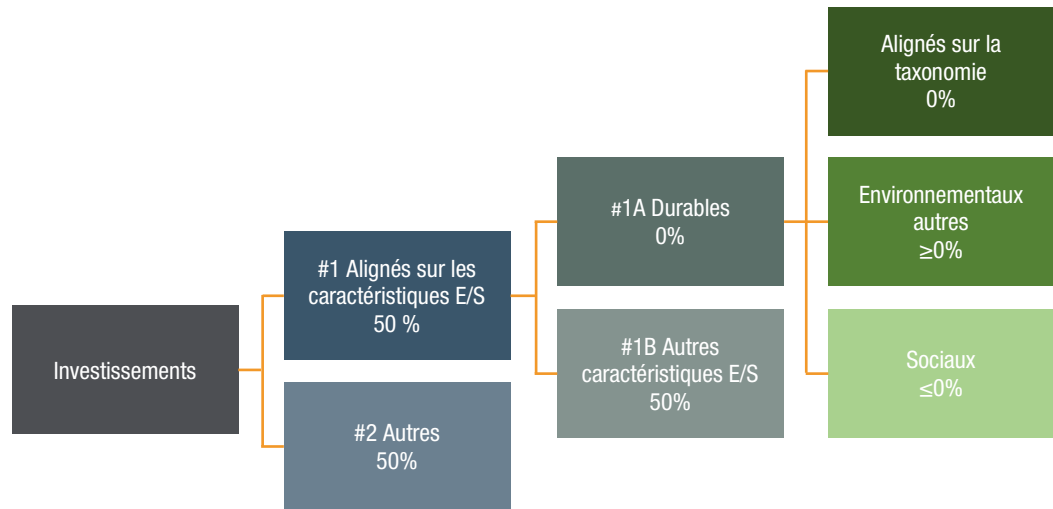 Investissements
#1 Alignés sur les
caractéristiques E/S
50 %
#2 Autres
50%
#1A Durables
0%
#1B Autres
caractéristiques E/S
50%
Alignés sur la
taxonomie
0%
Environnementaux
autres
≥0%
Sociaux
≤0%